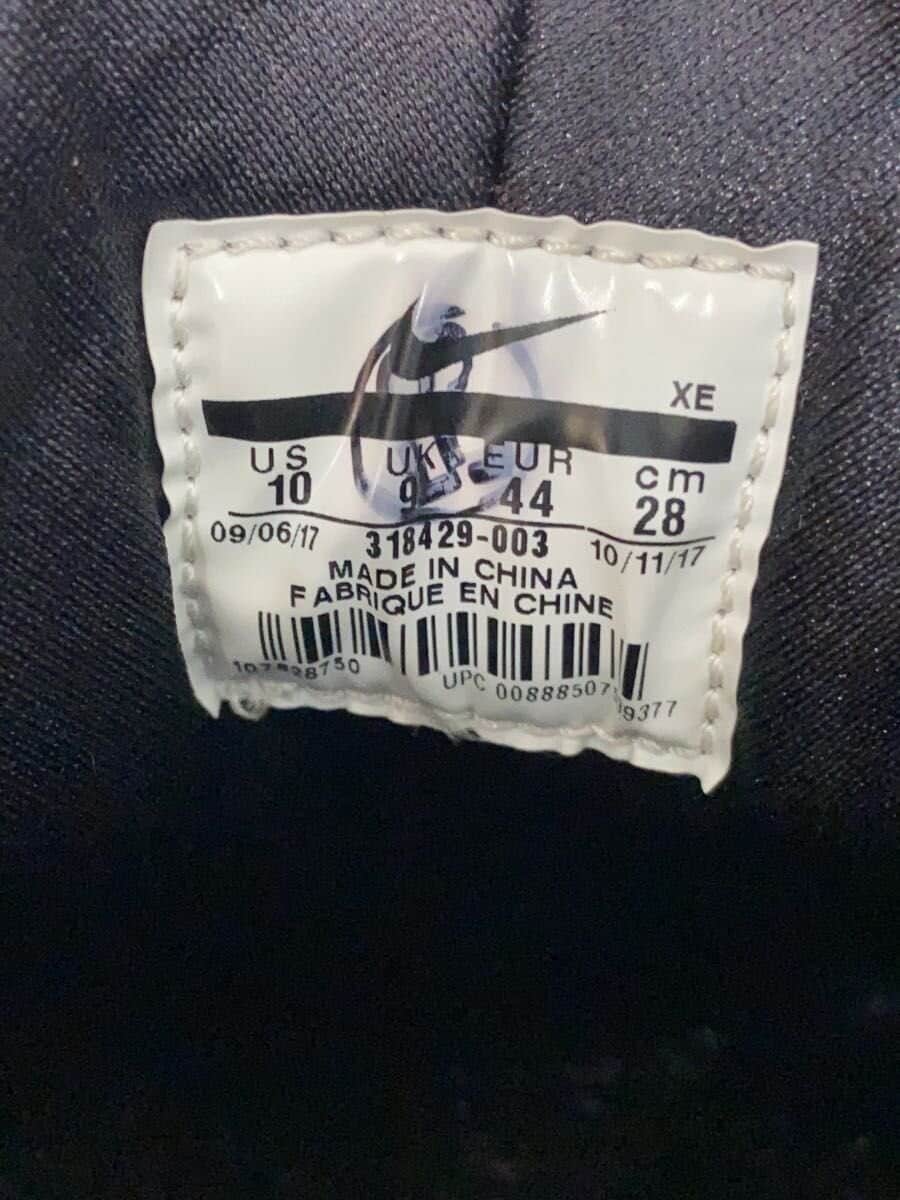 XE
US UK EUR cm
10 9 44 28
09/06/17 318429-003 10/11/17
MADE IN CHINA
FABRIQUE EN CHINE
UPC